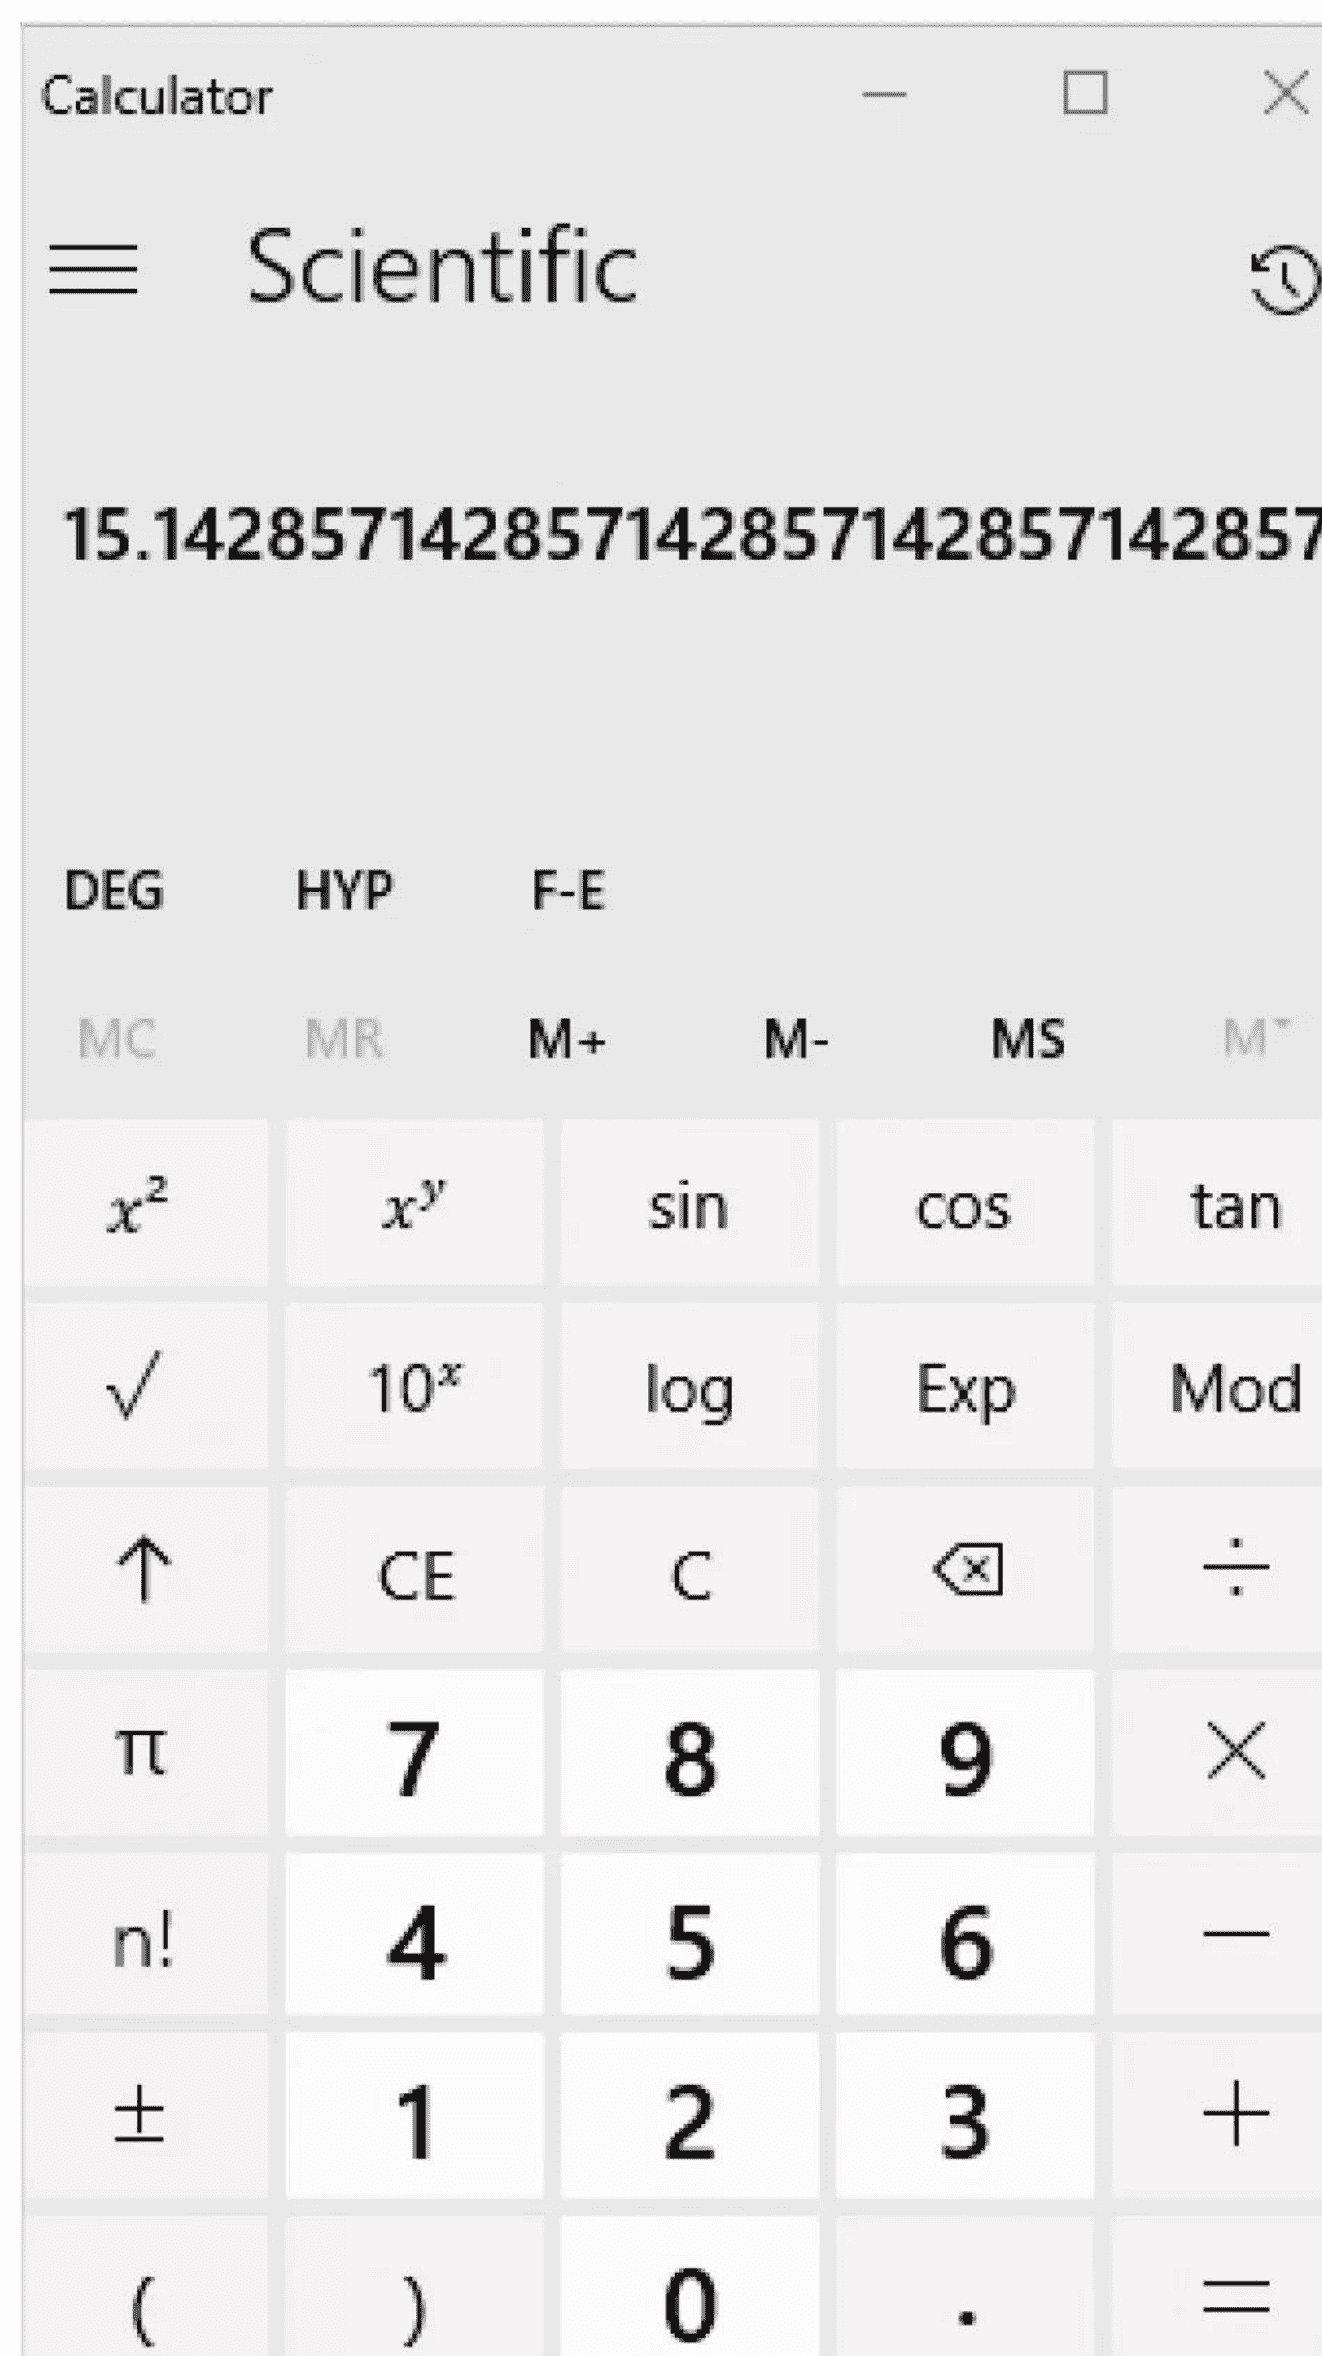 Calculator
Scientific
15.142857142857142857142857142857
DEG HYP F-E
MC MR M+ M- MS M˅
x² xʸ sin cos tan
√ 10ˣ log Exp Mod
↑ CE C ÷
π 7 8 9 ×
n! 4 5 6 −
± 1 2 3 +
( ) 0 . =